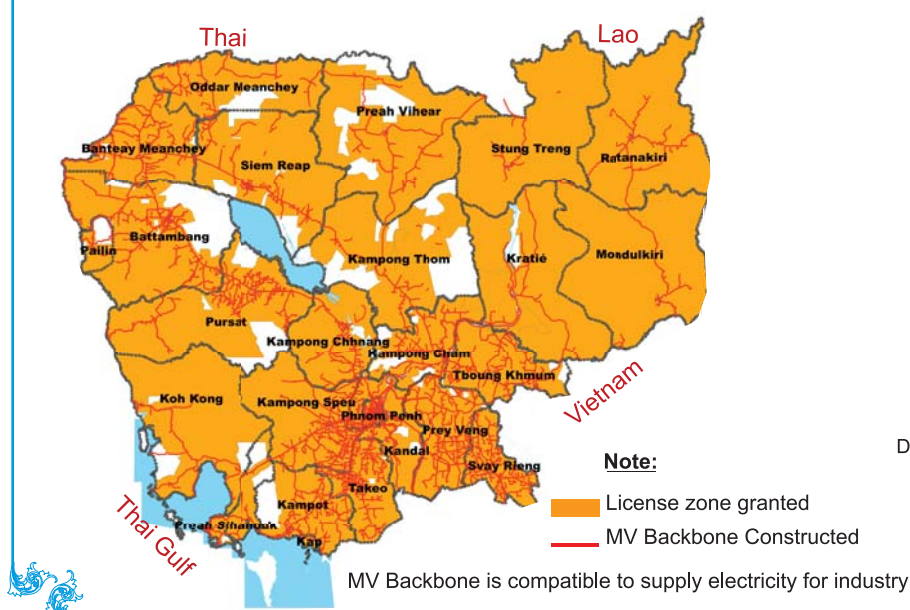 Thai
Lao
Oddar Meanchey
Preah Vihear
Banteay Meanchey
Siem Reap
Stung Treng
Ratanakiri
Battambang
Pailin
Kampong Thom
Kratié
Mondulkiri
Pursat
Kampong Chhnang
Kampong Cham
Tboung Khmum
Vietnam
Koh Kong
Kampong Speu
Phnom Penh
Prey Veng
Kandal
Svay Rieng
Takeo
Kampot
Preah Sihanouk
Kap
Thai Gulf
D
Note:
License zone granted
MV Backbone Constructed
MV Backbone is compatible to supply electricity for industry